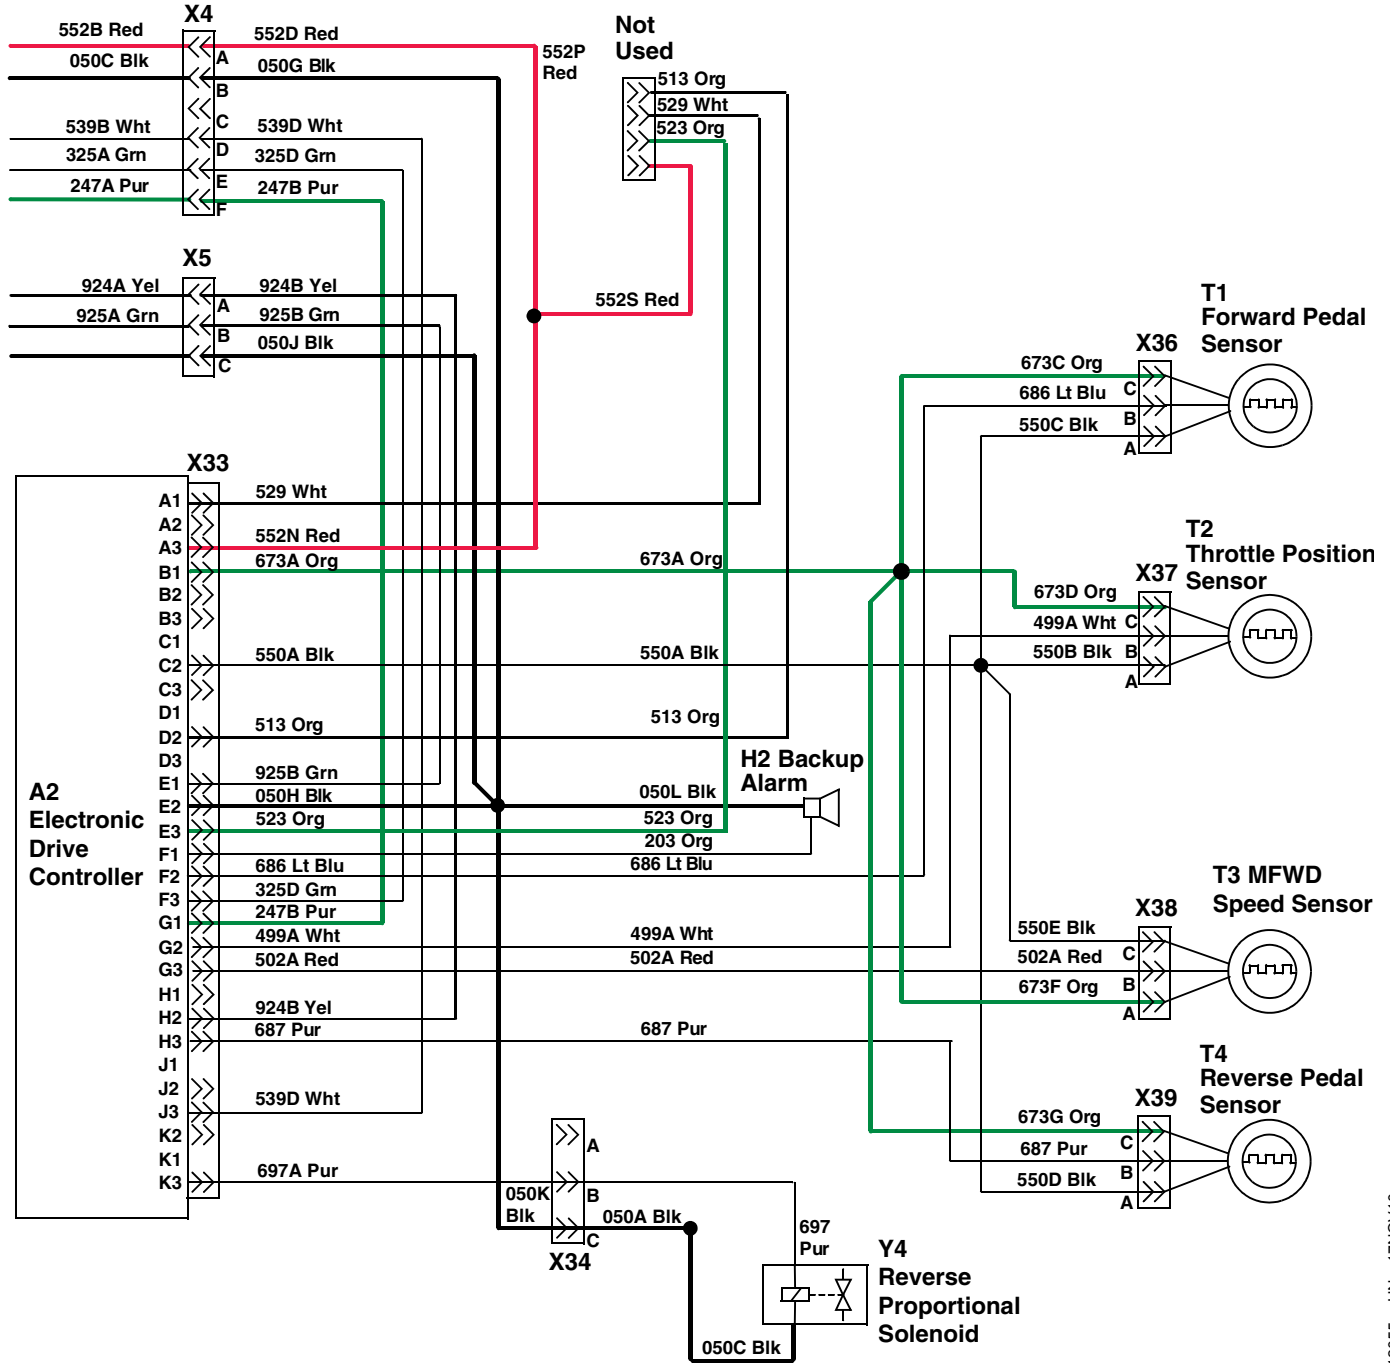 X4
552B Red
552D Red
A
050C Blk
050G Blk
B
C
539B Wht
539D Wht
D
325A Grn
325D Grn
E
247A Pur
247B Pur
F
552P
Red
Not
Used
513 Org
529 Wht
523 Org
X5
924A Yel
924B Yel
A
925A Grn
925B Grn
B
050J Blk
C
552S Red
T1
Forward Pedal
Sensor
X36
673C Org
C
686 Lt Blu
B
550C Blk
A
X33
A2
Electronic
Drive
Controller
A1
529 Wht
A2
A3
552N Red
B1
673A Org
673A Org
B2
B3
C1
C2
550A Blk
550A Blk
C3
D1
D2
513 Org
513 Org
D3
E1
925B Grn
E2
050H Blk
050L Blk
E3
523 Org
523 Org
F1
203 Org
F2
686 Lt Blu
686 Lt Blu
F3
325D Grn
G1
247B Pur
G2
499A Wht
499A Wht
G3
502A Red
502A Red
H1
H2
924B Yel
H3
687 Pur
687 Pur
J1
J2
J3
539D Wht
K2
K1
K3
697A Pur
H2 Backup
Alarm
T2
Throttle Position
Sensor
X37
673D Org
499A Wht C
550B Blk B
A
T3 MFWD
Speed Sensor
X38
550E Blk
C
502A Red
B
673F Org
A
T4
Reverse Pedal
Sensor
X39
673G Org
C
687 Pur
B
550D Blk
A
A
B
050K
Blk
050A Blk
C
X34
697
Pur
Y4
Reverse
Proportional
Solenoid
050C Blk